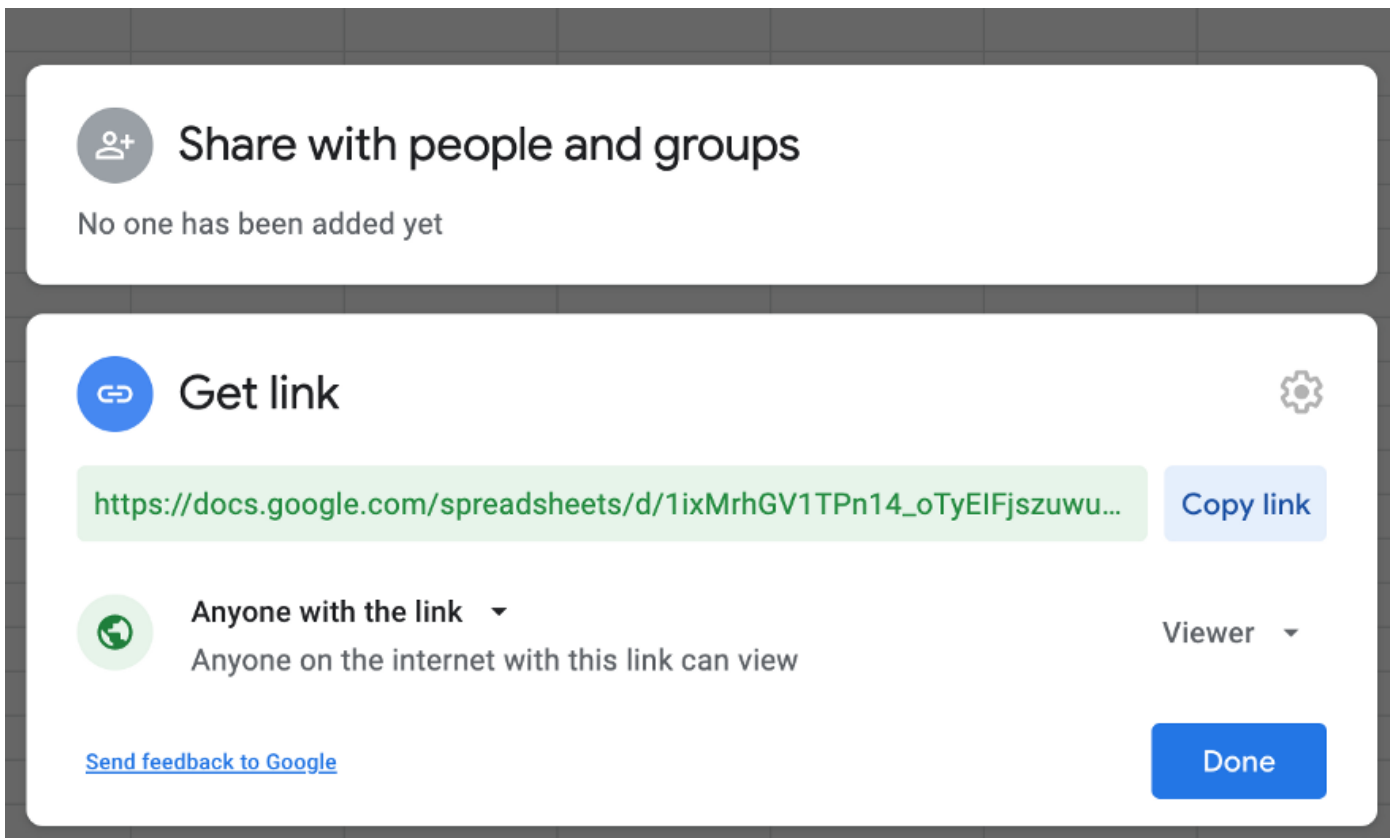 Share with people and groups
No one has been added yet
Get link
https://docs.google.com/spreadsheets/d/1ixMrhGV1TPn14_oTyEIFjszuwu...
Copy link
Anyone with the link
Anyone on the internet with this link can view
Viewer
Send feedback to Google
Done